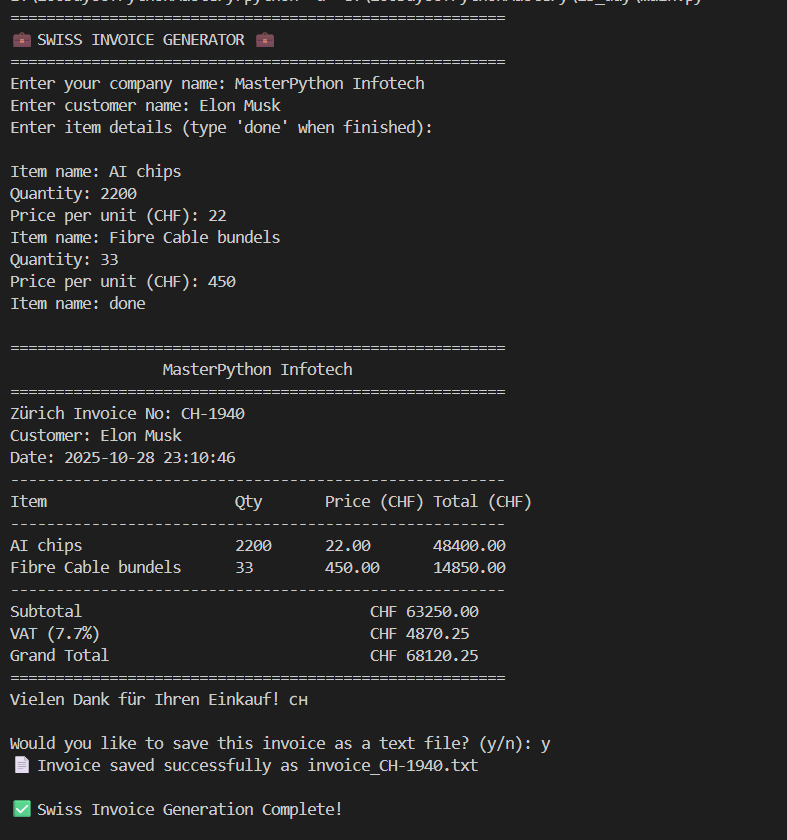 ======================================================
💼 SWISS INVOICE GENERATOR 💼
=======================================================
Enter your company name: MasterPython Infotech
Enter customer name: Elon Musk
Enter item details (type 'done' when finished):
Item name: AI chips
Quantity: 2200
Price per unit (CHF): 22
Item name: Fibre Cable bundels
Quantity: 33
Price per unit (CHF): 450
Item name: done
=======================================================
MasterPython Infotech
=======================================================
Zürich Invoice No: CH-1940
Customer: Elon Musk
Date: 2025-10-28 23:10:46
-------------------------------------------------------
Item Qty Price (CHF) Total (CHF)
-------------------------------------------------------
AI chips 2200 22.00 48400.00
Fibre Cable bundels 33 450.00 14850.00
-------------------------------------------------------
Subtotal CHF 63250.00
VAT (7.7%) CHF 4870.25
Grand Total CHF 68120.25
=======================================================
Vielen Dank für Ihren Einkauf! CH
Would you like to save this invoice as a text file? (y/n): y
📄 Invoice saved successfully as invoice_CH-1940.txt
✅ Swiss Invoice Generation Complete!